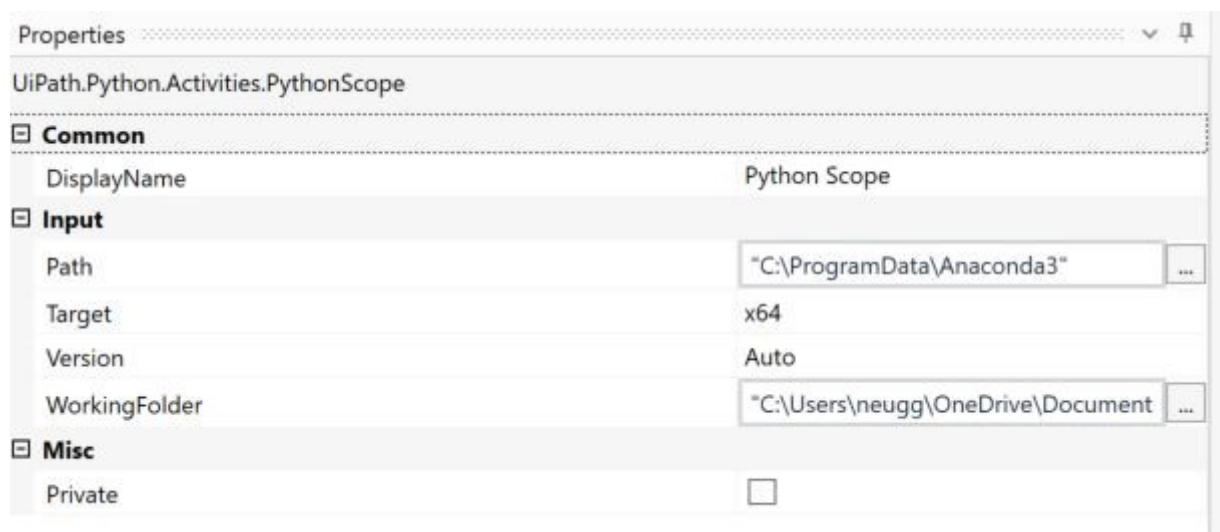 Properties
UiPath.Python.Activities.PythonScope
Common
DisplayName Python Scope
Input
Path "C:\ProgramData\Anaconda3" ...
Target x64
Version Auto
WorkingFolder "C:\Users\neugg\OneDrive\Document ...
Misc
Private